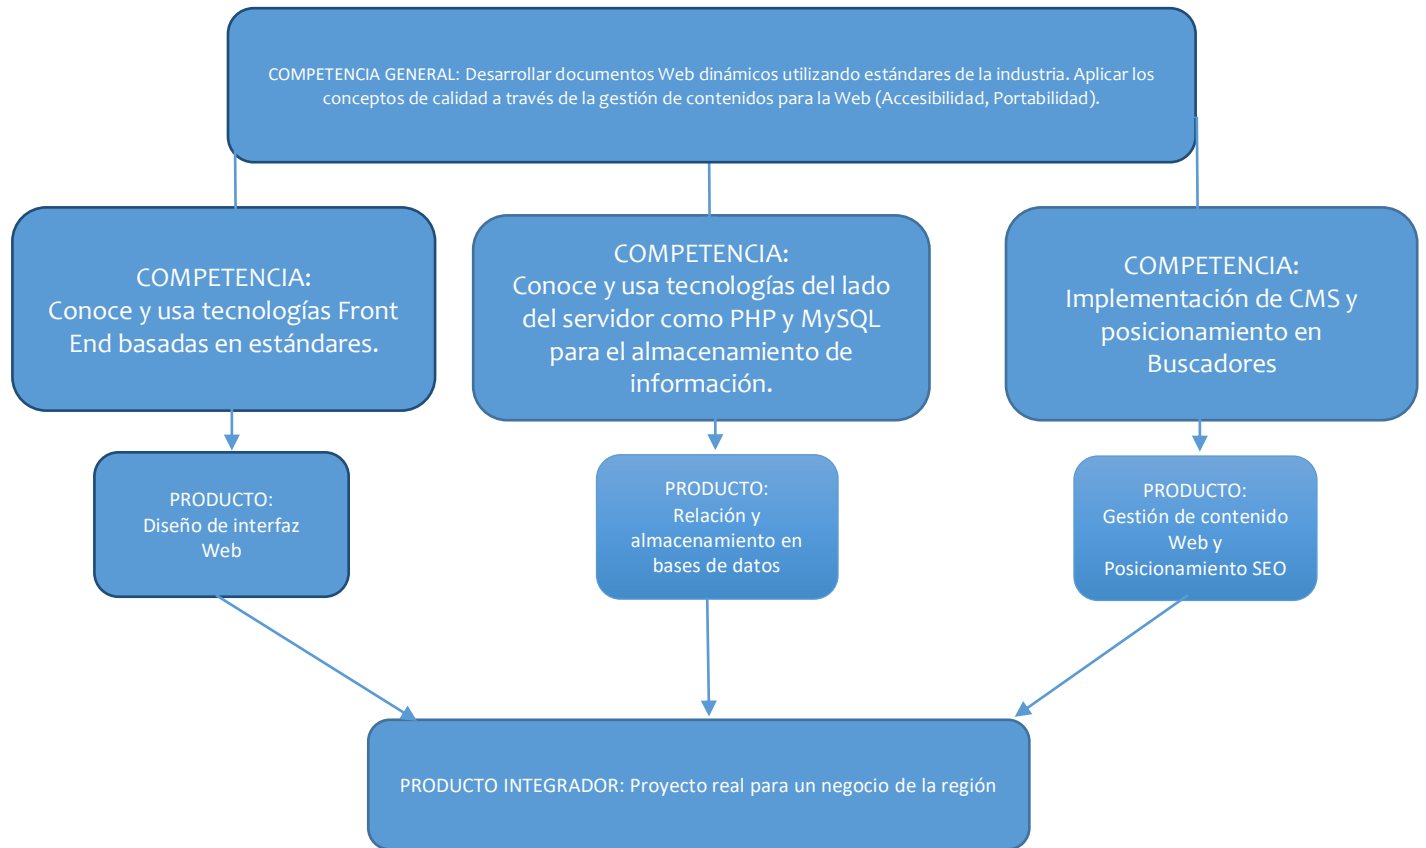 COMPETENCIA GENERAL: Desarrollar documentos Web dinámicos utilizando estándares de la industria. Aplicar los
conceptos de calidad a través de la gestión de contenidos para la Web (Accesibilidad, Portabilidad).
COMPETENCIA:
Conoce y usa tecnologías Front
End basadas en estándares.
COMPETENCIA:
Conoce y usa tecnologías del lado
del servidor como PHP y MySQL
para el almacenamiento de
información.
COMPETENCIA:
Implementación de CMS y
posicionamiento en
Buscadores
PRODUCTO:
Diseño de interfaz
Web
PRODUCTO:
Relación y
almacenamiento en
bases de datos
PRODUCTO:
Gestión de contenido
Web y
Posicionamiento SEO
PRODUCTO INTEGRADOR: Proyecto real para un negocio de la región